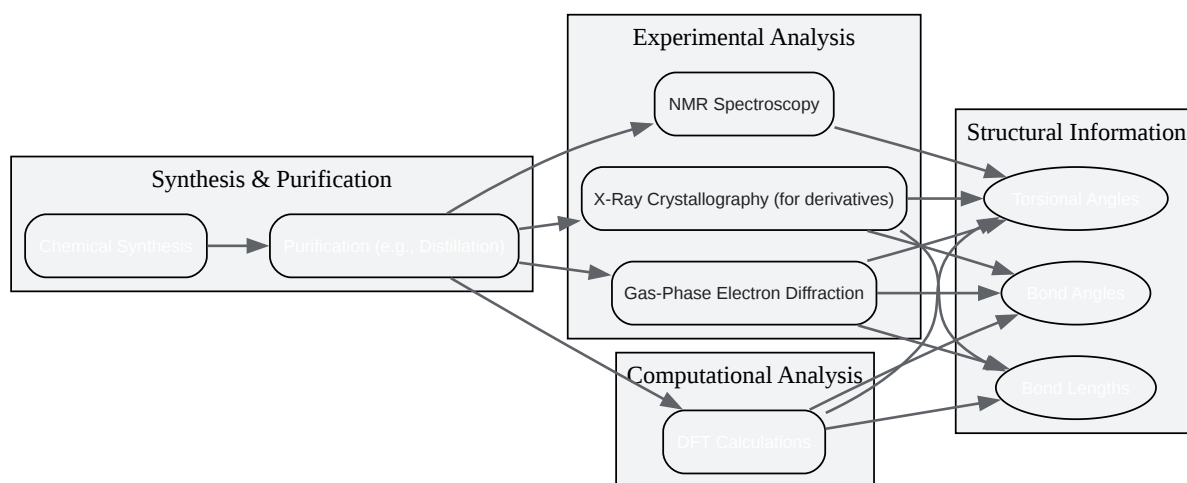 Synthesis & Purification
Chemical Synthesis
Purification (e.g., Distillation)
Experimental Analysis
NMR Spectroscopy
X-Ray Crystallography (for derivatives)
Gas-Phase Electron Diffraction
Computational Analysis
DFT Calculations
Structural Information
Torsional Angles
Bond Angles
Bond Lengths